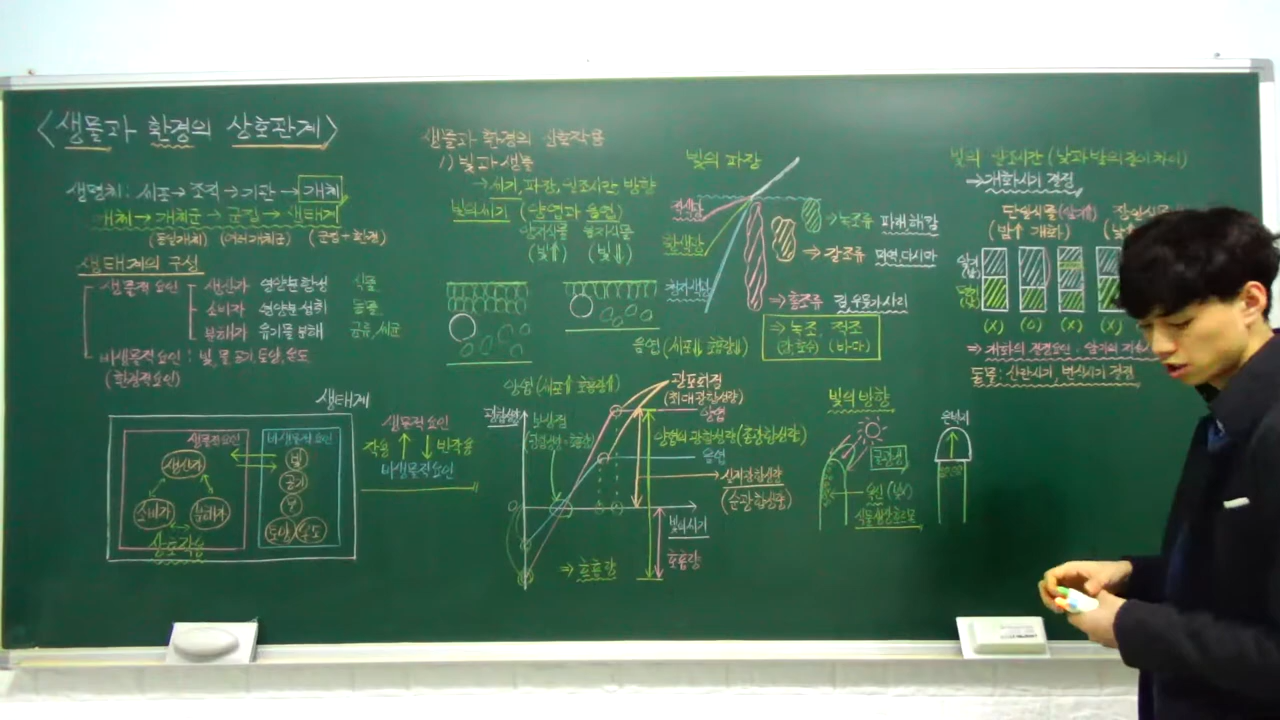 <생물과 환경의 상호관계>
생명체 : 세포→조직→기관→개체
개체→개체군→군집→생태계
(동일개체) (여러개체군) (군집+환경)
생태계의 구성
생물적요인 생산자 영양분합성 식물
소비자 영양분섭취 동물
분해자 유기물분해 균류, 세균
비생물적요인 : 빛, 물, 공기, 토양, 온도
(환경적요인)
생태계
생물적요인
생산자
소비자 분해자
상호작용
비생물적요인
빛
공기
물
토양 온도
생물적요인
작용 반작용
비생물적요인
생물과 환경의 상호작용
1) 빛과 생물
→세기, 파장, 일조시간, 방향
빛의세기 (양엽과 음엽)
양지식물 음지식물
(빛↑) (빛↓)
음엽(세포↓, 호흡량↓)
양엽(세포↑ 호흡량↑)
광합성량
보상점
(광합성량=호흡량)
광포화점
(최대광합성량)
양엽
양엽의 광합성량(총광합성량)
음엽
순광합성량
빛의세기
호흡량
⇒호흡량
빛의 파장
적색광
황색광
청자색광
⇒녹조류 파래, 해캄
⇒갈조류 미역, 다시마
⇒홍조류 김, 우뭇가사리
⇒녹조, 적조
(강, 호수) (바다)
빛의 방향
굴광성
옥신
식물생장호르몬
은박지
빛의 일조시간(낮과 밤의 길이 차이)
⇒개화시기 결정
단일식물
(밤↑ 개화)
암기(밤)
명기(낮)
(X) (O) (X) (X)
⇒개화의 결정요인 : 암기의 지속
동물 : 산란시기, 번식시기 결정